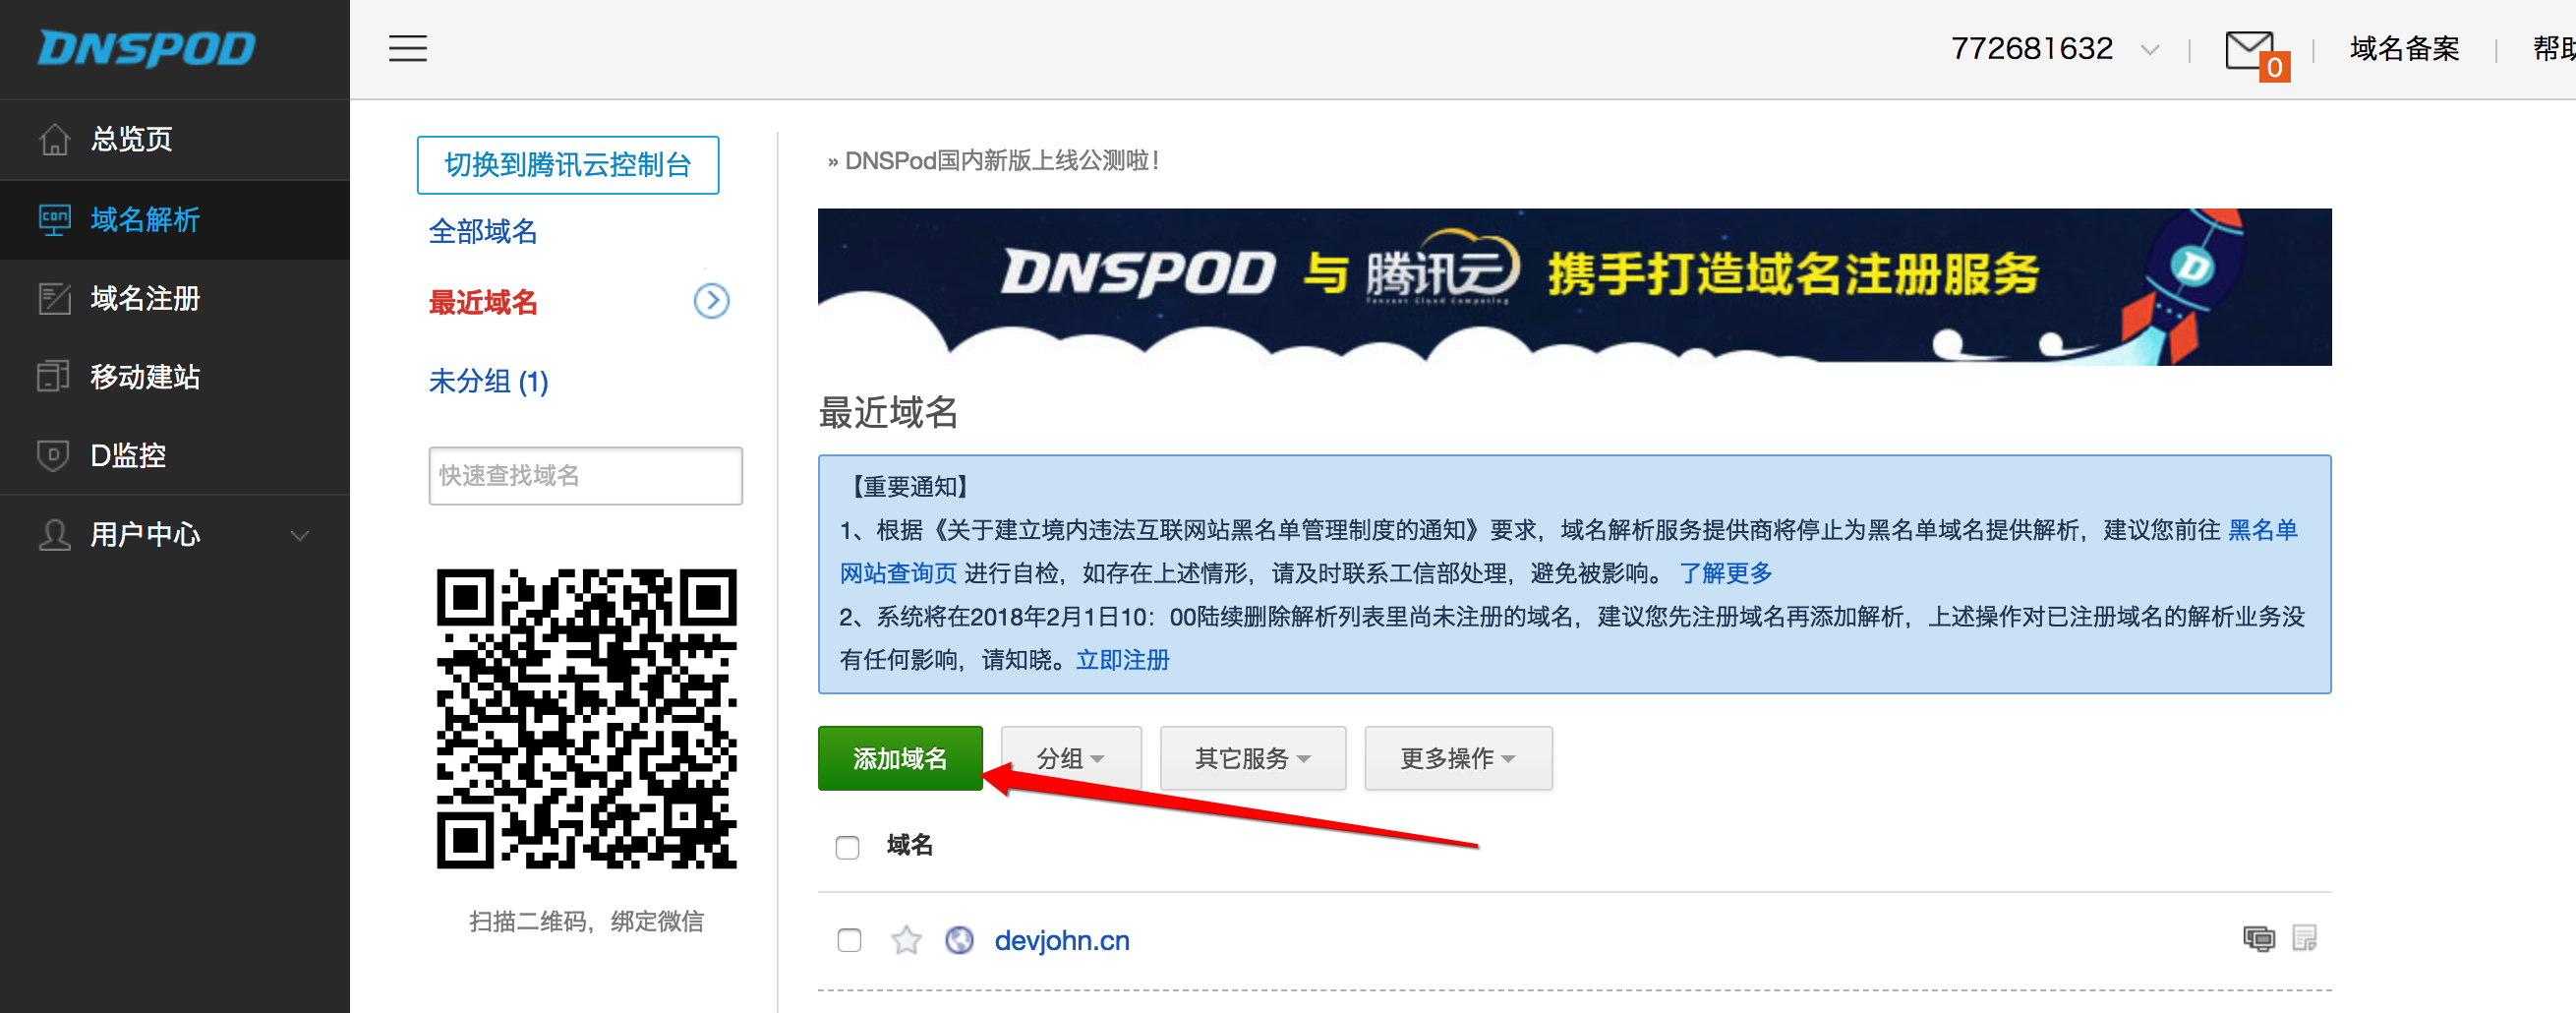 DNSPOD
772681632
0
域名备案
总览页
域名解析
域名注册
移动建站
D监控
用户中心
切换到腾讯云控制台
全部域名
最近域名
未分组 (1)
快速查找域名
扫描二维码，绑定微信
» DNSPod国内新版上线公测啦！
DNSPOD 与 腾讯云 携手打造域名注册服务
Tencent Cloud Computing
最近域名
【重要通知】
1、根据《关于建立境内违法互联网站黑名单管理制度的通知》要求，域名解析服务提供商将停止为黑名单域名提供解析，建议您前往 黑名单
网站查询页 进行自检，如存在上述情形，请及时联系工信部处理，避免被影响。 了解更多
2、系统将在2018年2月1日10：00陆续删除解析列表里尚未注册的域名，建议您先注册域名再添加解析，上述操作对已注册域名的解析业务没
有任何影响，请知晓。立即注册
添加域名
分组
其它服务
更多操作
域名
devjohn.cn